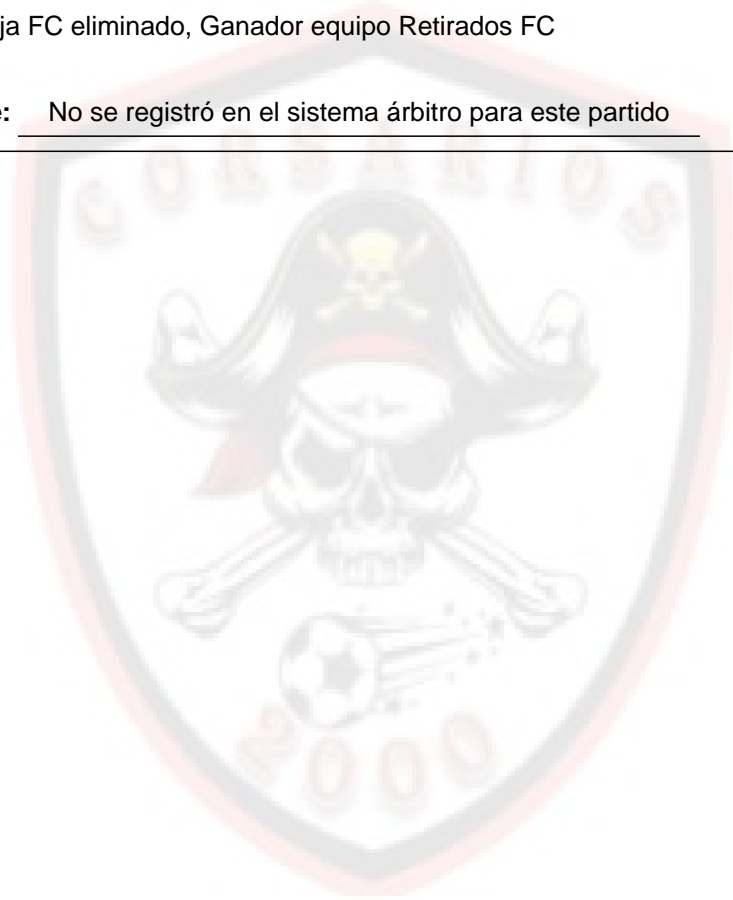 ja FC eliminado, Ganador equipo Retirados FC
: No se registró en el sistema árbitro para este partido
CORSARIOS
2000